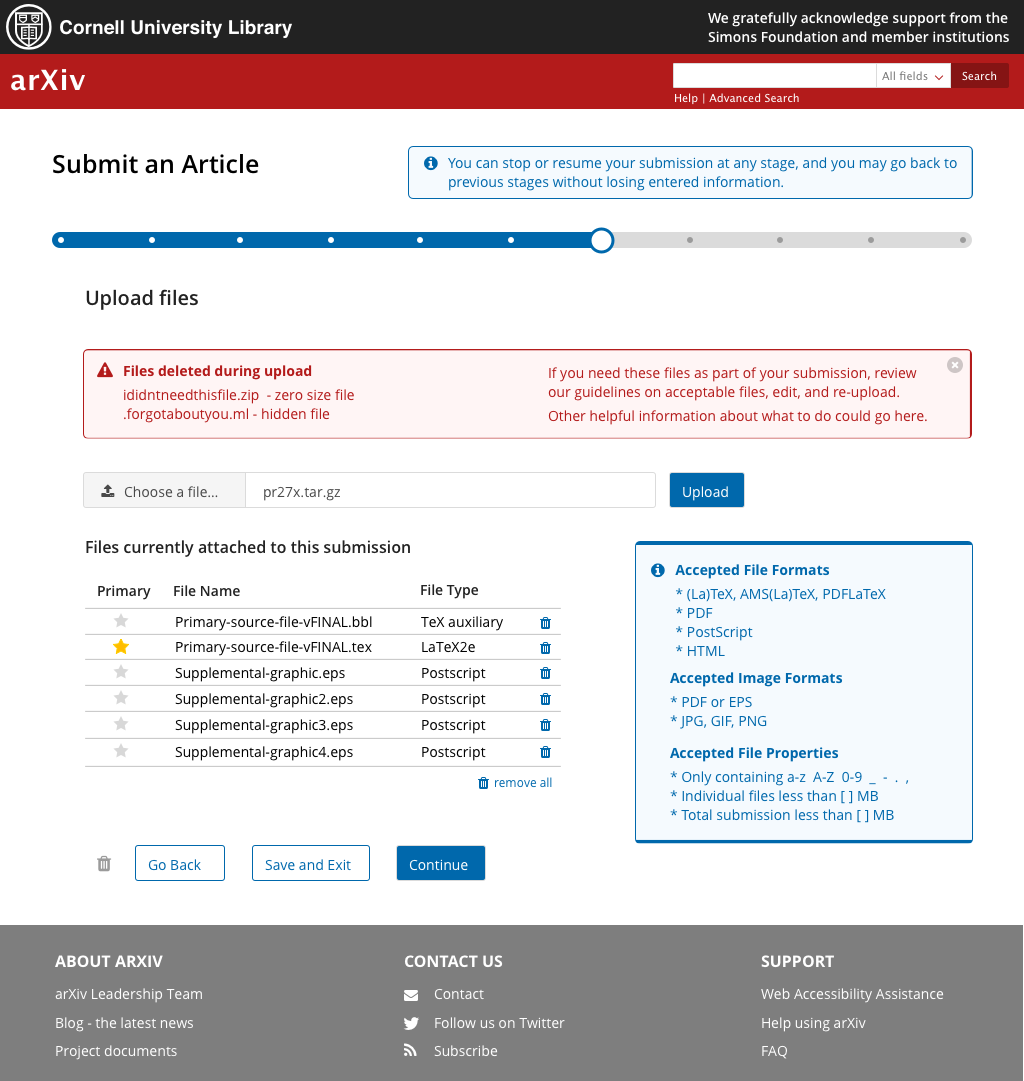 Cornell University Library
We gratefully acknowledge support from the
Simons Foundation and member institutions
arXiv
All fields
Search
Help | Advanced Search
Submit an Article
You can stop or resume your submission at any stage, and you may go back to
previous stages without losing entered information.
Upload files
Files deleted during upload
ididntneedthisfile.zip - zero size file
.forgotaboutyou.ml - hidden file
If you need these files as part of your submission, review
our guidelines on acceptable files, edit, and re-upload.
Other helpful information about what to do could go here.
Choose a file...
pr27x.tar.gz
Upload
Files currently attached to this submission
Primary File Name File Type
Primary-source-file-vFINAL.bbl TeX auxiliary
Primary-source-file-vFINAL.tex LaTeX2e
Supplemental-graphic.eps Postscript
Supplemental-graphic2.eps Postscript
Supplemental-graphic3.eps Postscript
Supplemental-graphic4.eps Postscript
remove all
Accepted File Formats
* (La)TeX, AMS(La)TeX, PDFLaTeX
* PDF
* PostScript
* HTML
Accepted Image Formats
* PDF or EPS
* JPG, GIF, PNG
Accepted File Properties
* Only containing a-z A-Z 0-9 _ - . ,
* Individual files less than [ ] MB
* Total submission less than [ ] MB
Go Back
Save and Exit
Continue
ABOUT ARXIV
arXiv Leadership Team
Blog - the latest news
Project documents
CONTACT US
Contact
Follow us on Twitter
Subscribe
SUPPORT
Web Accessibility Assistance
Help using arXiv
FAQ